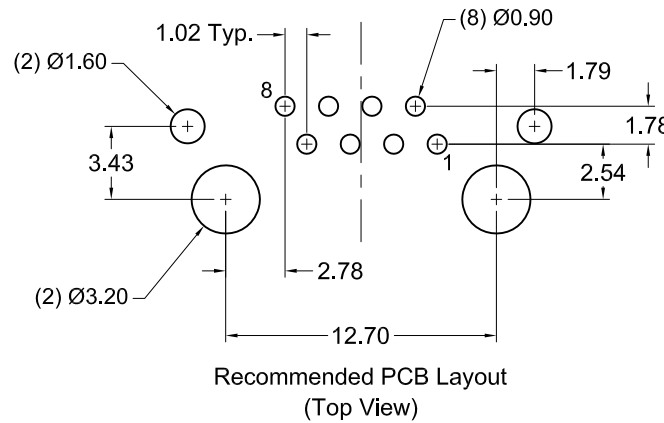 (8) Ø0.90
1.02 Typ.
(2) Ø1.60
1.79
8
1.78
3.43
1
2.54
2.78
(2) Ø3.20
12.70
Recommended PCB Layout
(Top View)